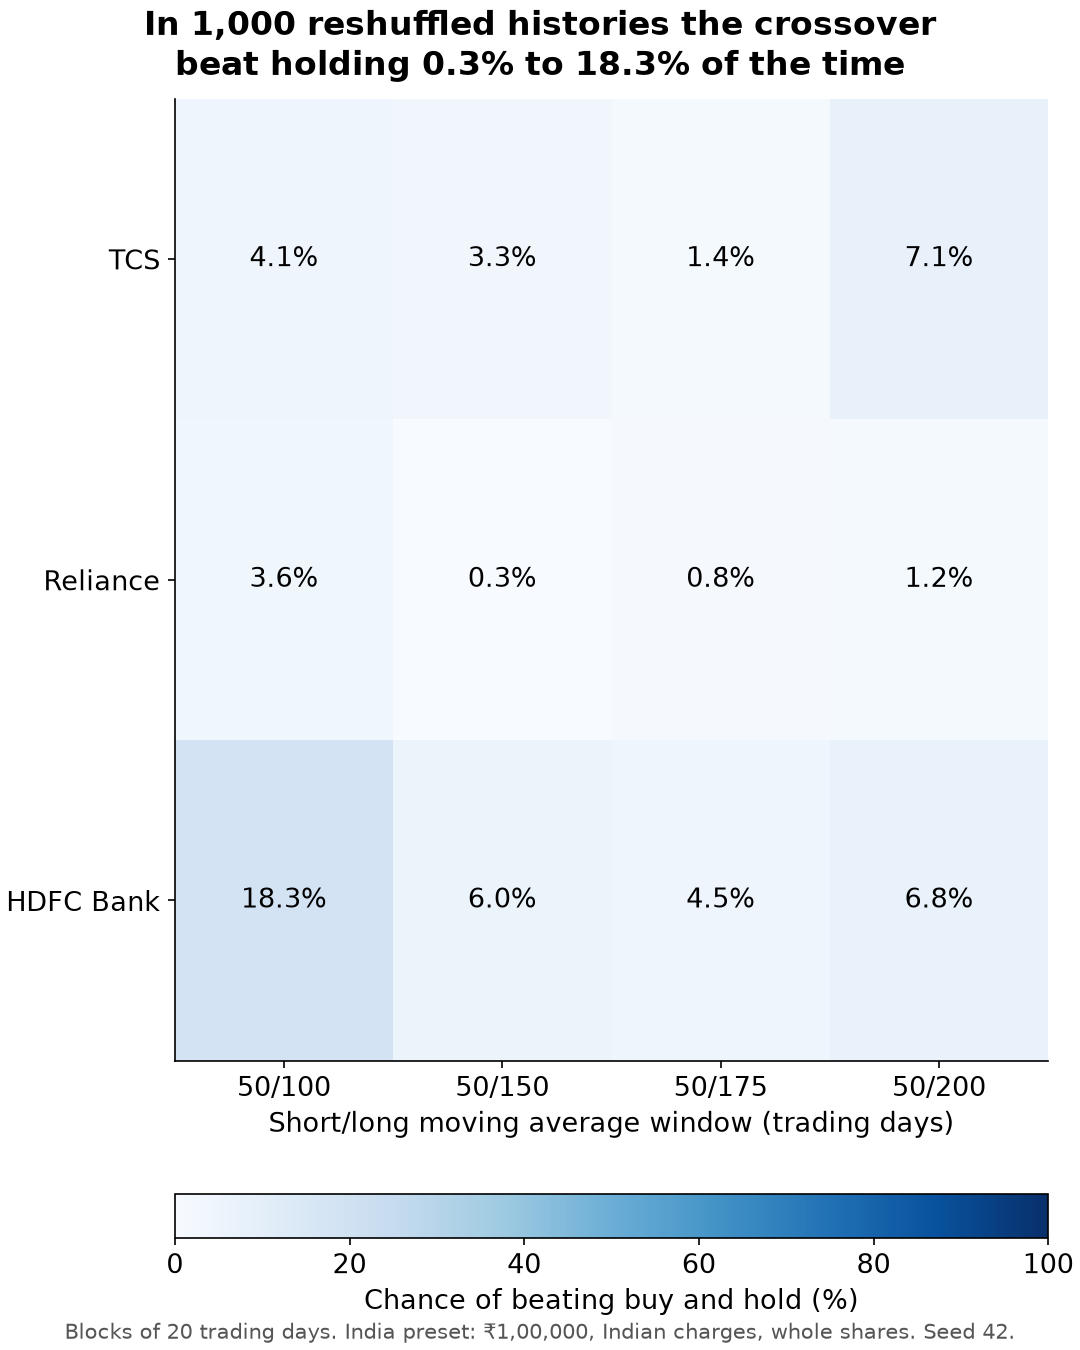 In 1,000 reshuffled histories the crossover
beat holding 0.3% to 18.3% of the time
TCS
4.1%
3.3%
1.4%
7.1%
Reliance
3.6%
0.3%
0.8%
1.2%
HDFC Bank
18.3%
6.0%
4.5%
6.8%
50/100
50/150
50/175
50/200
Short/long moving average window (trading days)
0
20
40
60
80
100
Chance of beating buy and hold (%)
Blocks of 20 trading days. India preset: ₹1,00,000, Indian charges, whole shares. Seed 42.